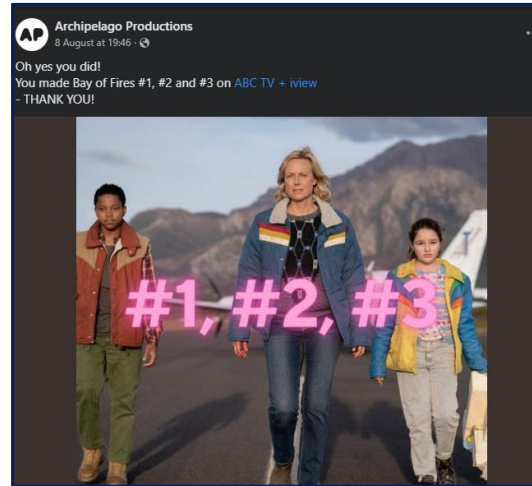 AP
Archipelago Productions
8 August at 19:46 ·
Oh yes you did!
You made Bay of Fires #1, #2 and #3 on ABC TV + iview
- THANK YOU!
#1, #2, #3